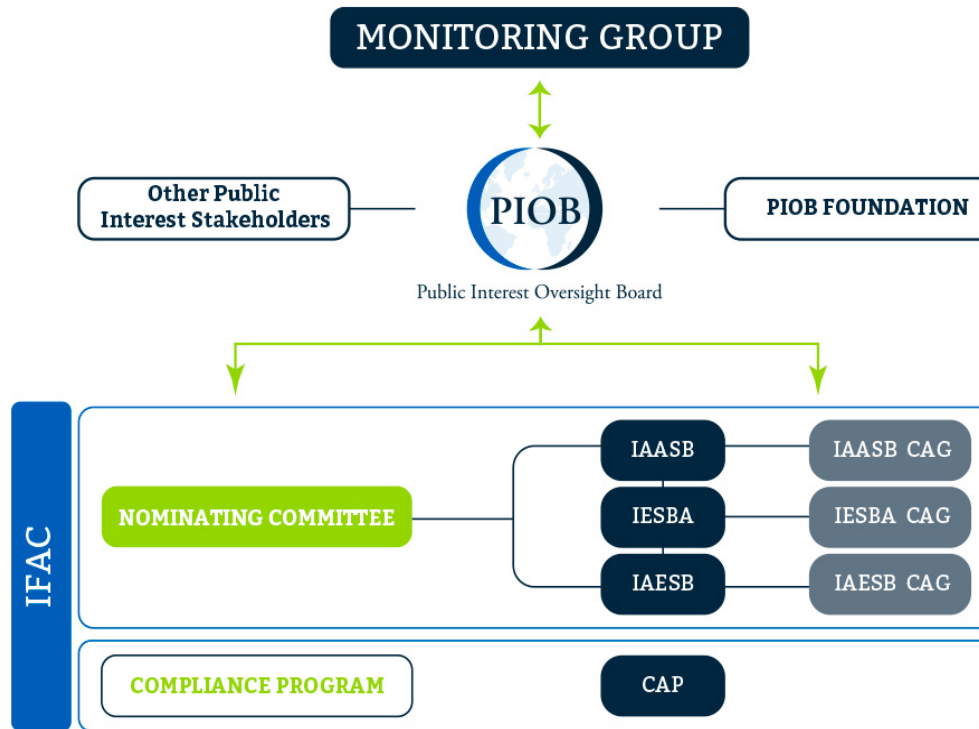 MONITORING GROUP
Other Public
Interest Stakeholders
PIOB
PIOB FOUNDATION
Public Interest Oversight Board
IFAC
NOMINATING COMMITTEE
IAASB
IAASB CAG
IESBA
IESBA CAG
IAESB
IAESB CAG
COMPLIANCE PROGRAM
CAP